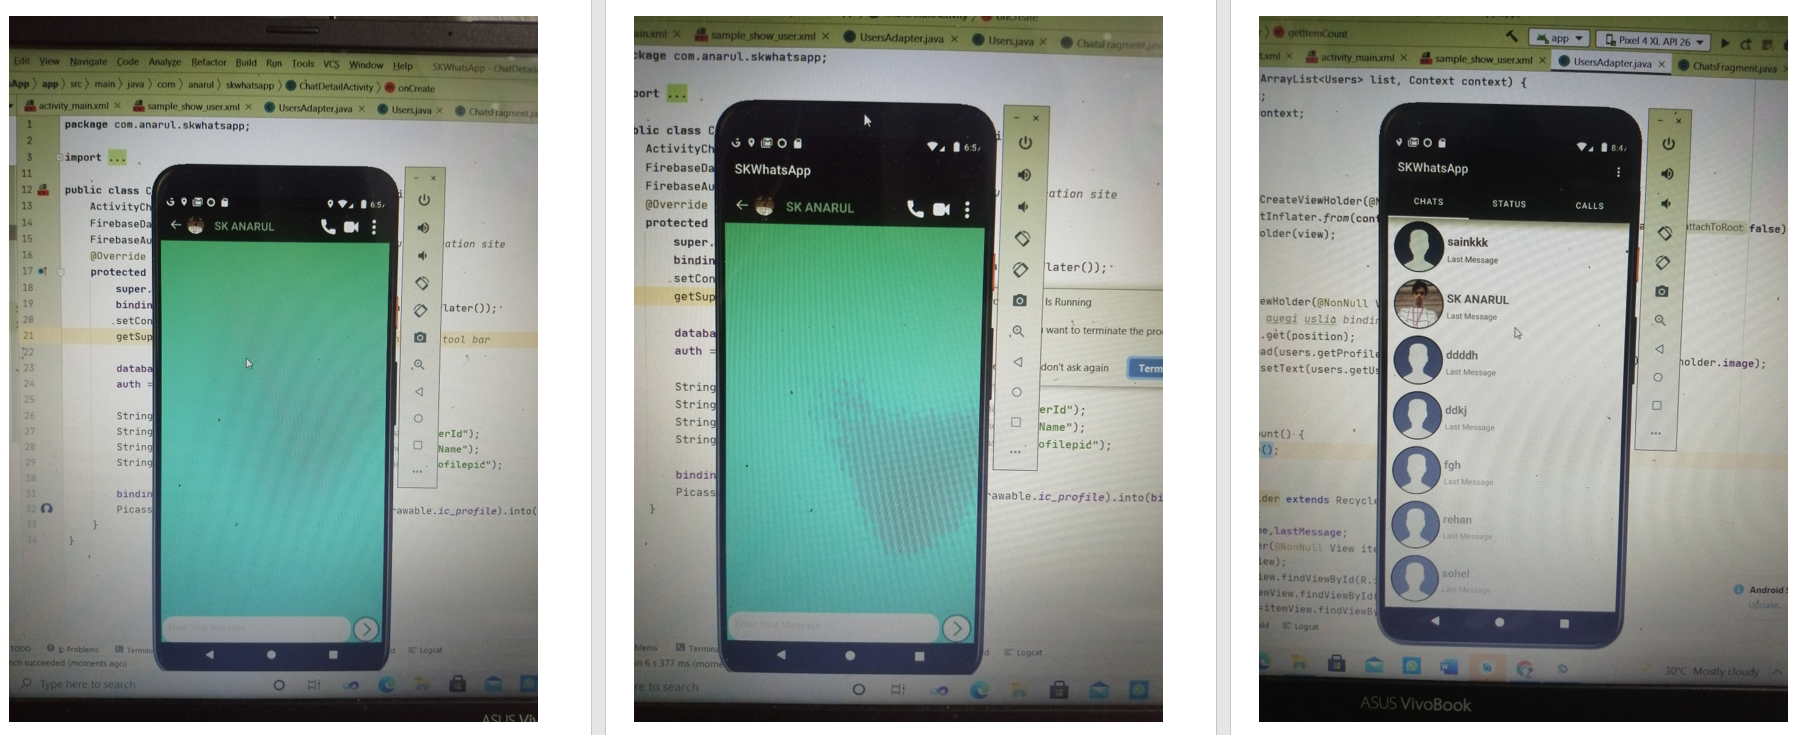 Edit View Navigate Code Analyze Refactor Build Run Tools VCS Window Help SKWhatsApp - ChatDetail
app src main java com anarul skwhatsapp ChatDetailActivity onCreate
activity_main.xml sample_show_user.xml UsersAdapter.java Users.java ChatsFragment.j
1 package com.anarul.skwhatsapp;
2
3 import ...
11
12 public class C
13 ActivityCh
14 FirebaseDa
15 FirebaseAu ation site
16 @Override
17 protected
18 super.
19 bindin later());
20 setCon
21 getSup tool bar
22
23 databa
24 auth =
25
26 String
27 String erId");
28 String Name");
29 String ofilepic");
30
31 bindin
32 Picass rawable.ic_profile).into(
33 }
34 }
6:5
SK ANARUL
Enter Your Message
TODO 6: Problems Termina Logcat
ch succeeded (moments ago)
Type here to search
ASUS Viv
onCreate
ain.xml sample_show_user.xml UsersAdapter.java Users.java ChatsFragment.java
ckage com.anarul.skwhatsapp;
port ...
blic class C
ActivityCh
FirebaseDa
FirebaseAu ation site
@Override
protected
super.
bindin later());
setCon
getSup
databa
auth =
String
String erId");
String Name");
String ofilepic");
bindin
Picass rawable.ic_profile).into(bi
}
6:5
SKWhatsApp
SK ANARUL
Enter Your Message
Is Running
want to terminate the pro
don't ask again Term
blems Termina Logcat
n 6 s 377 ms (mome
re to search
getItemCount app Pixel 4 XL API 26
.xml activity_main.xml sample_show_user.xml UsersAdapter.java ChatsFragment.java
ArrayList<Users> list, Context context) {
;
ontext;
CreateViewHolder(@N
tInflater.from(cont attachToRoot: false)
older(view);
ewHolder(@NonNull V
ayegi uslia bindin
.get(position);
ad(users.getProfile holder.image);
setText(users.getUs
unt() {
();
lder extends Recycle
me,lastMessage;
er(@NonNull View ite
iew);
iew.findViewById(R.
emView.findViewById(
=itemView.findViewBy
8:4
SKWhatsApp
CHATS STATUS CALLS
sainkkk
Last Message
SK ANARUL
Last Message
ddddh
Last Message
ddkj
Last Message
fgh
Last Message
rehan
Last Message
sohel
Last Message
Android S
Update...
ild Logcat
30°C Mostly cloudy
ASUS VivoBook